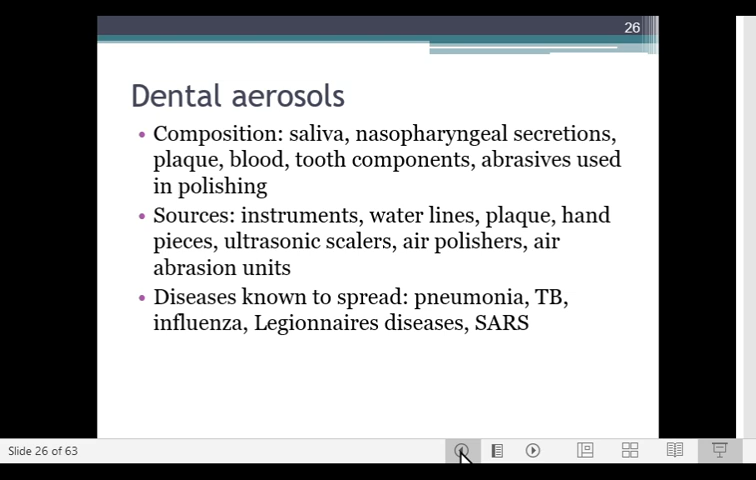 26
Dental aerosols
• Composition: saliva, nasopharyngeal secretions,
plaque, blood, tooth components, abrasives used
in polishing
• Sources: instruments, water lines, plaque, hand
pieces, ultrasonic scalers, air polishers, air
abrasion units
• Diseases known to spread: pneumonia, TB,
influenza, Legionnaires diseases, SARS
Slide 26 of 63